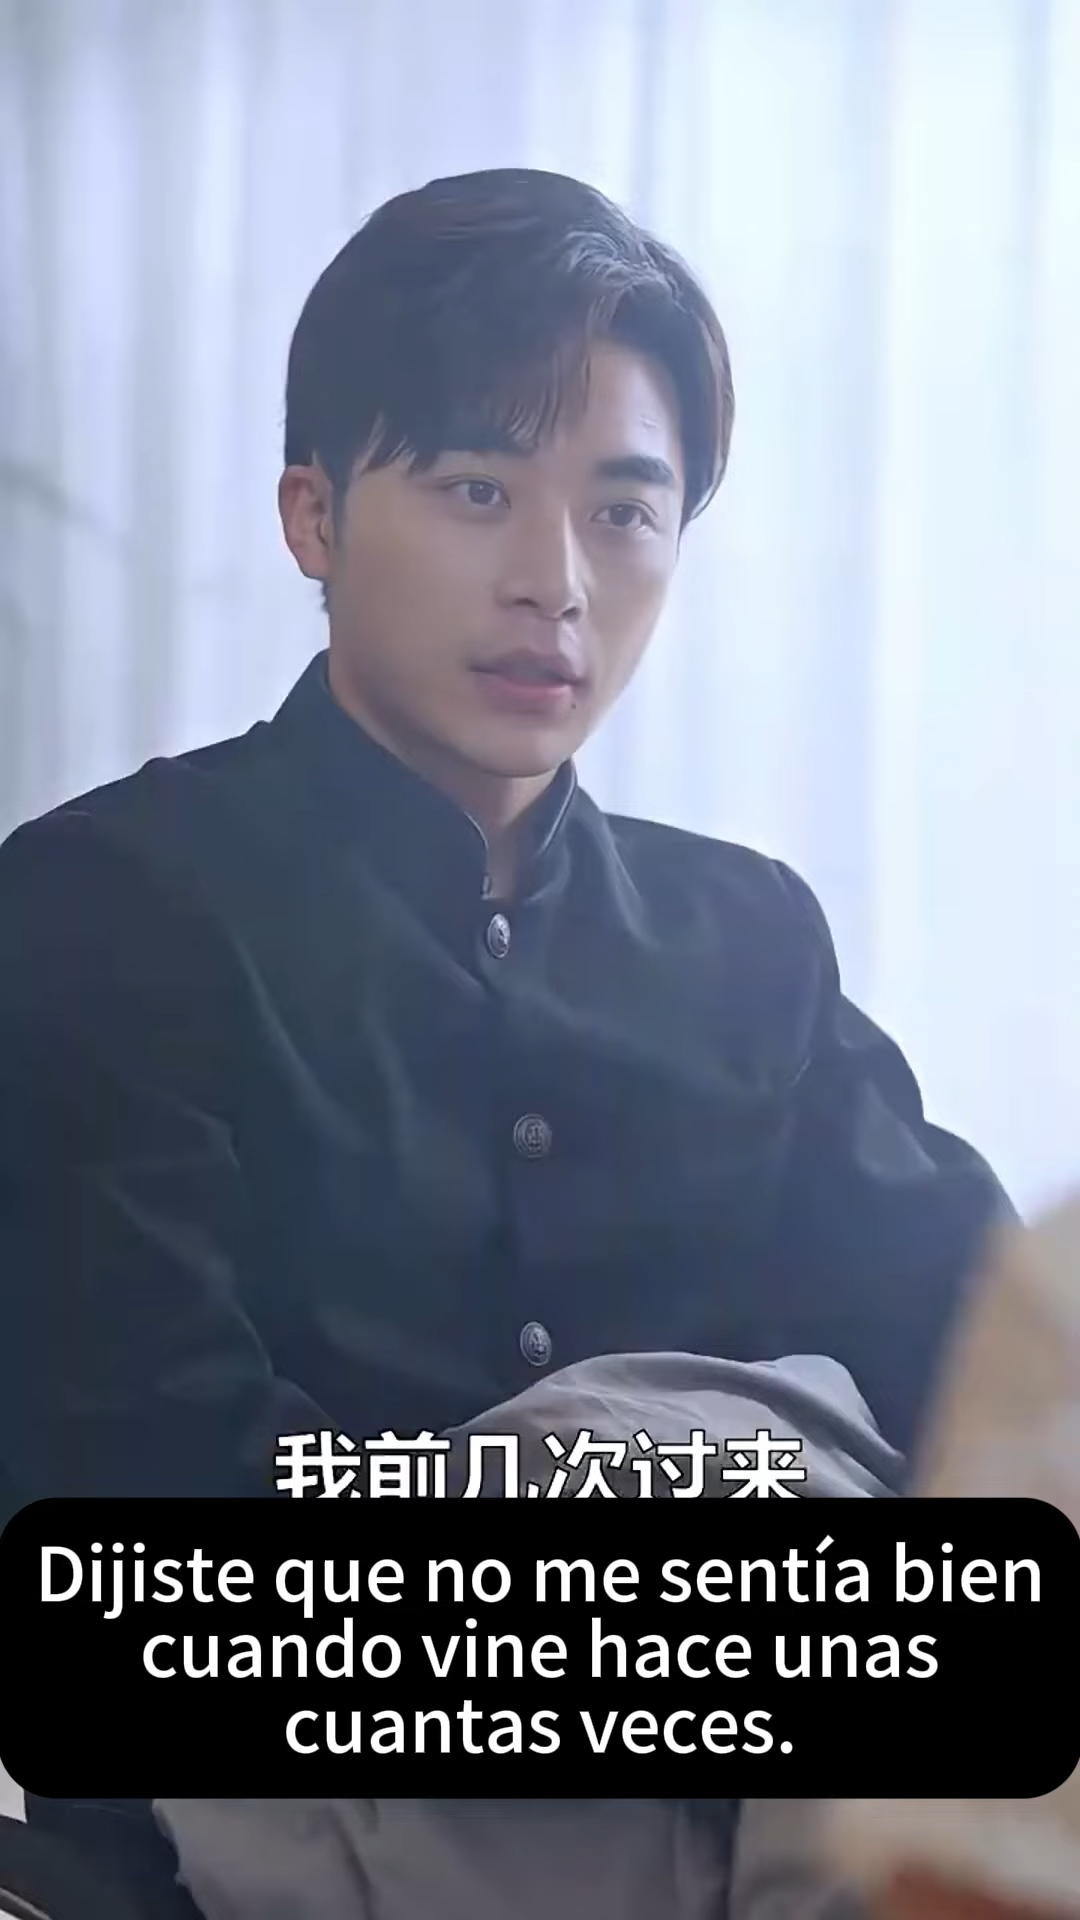 我前几次过来
Dijiste que no me sentía bien
cuando vine hace unas
cuantas veces.